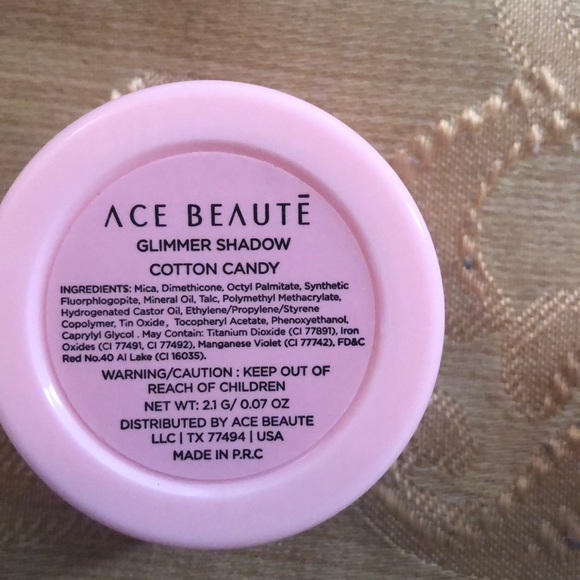 ACE BEAUTĒ
GLIMMER SHADOW
COTTON CANDY
INGREDIENTS: Mica, Dimethicone, Octyl Palmitate, Synthetic
Fluorphlogopite, Mineral Oil, Talc, Polymethyl Methacrylate,
Hydrogenated Castor Oil, Ethylene/Propylene/Styrene
Copolymer, Tin Oxide, Tocopheryl Acetate, Phenoxyethanol,
Caprylyl Glycol . May Contain: Titanium Dioxide (CI 77891), Iron
Oxides (CI 77491, CI 77492), Manganese Violet (CI 77742), FD&C
Red No.40 Al Lake (CI 16035).
WARNING/CAUTION : KEEP OUT OF
REACH OF CHILDREN
NET WT: 2.1 G/ 0.07 OZ
DISTRIBUTED BY ACE BEAUTE
LLC | TX 77494 | USA
MADE IN P.R.C